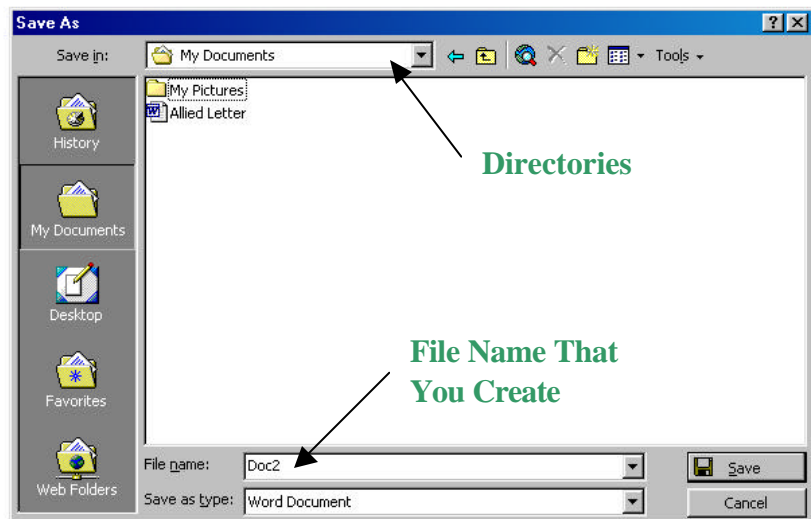 Save As
Save in:
My Documents
Tools
My Pictures
Allied Letter
History
Directories
My Documents
Desktop
File Name That
You Create
Favorites
File name:
Doc2
Save
Web Folders
Save as type:
Word Document
Cancel